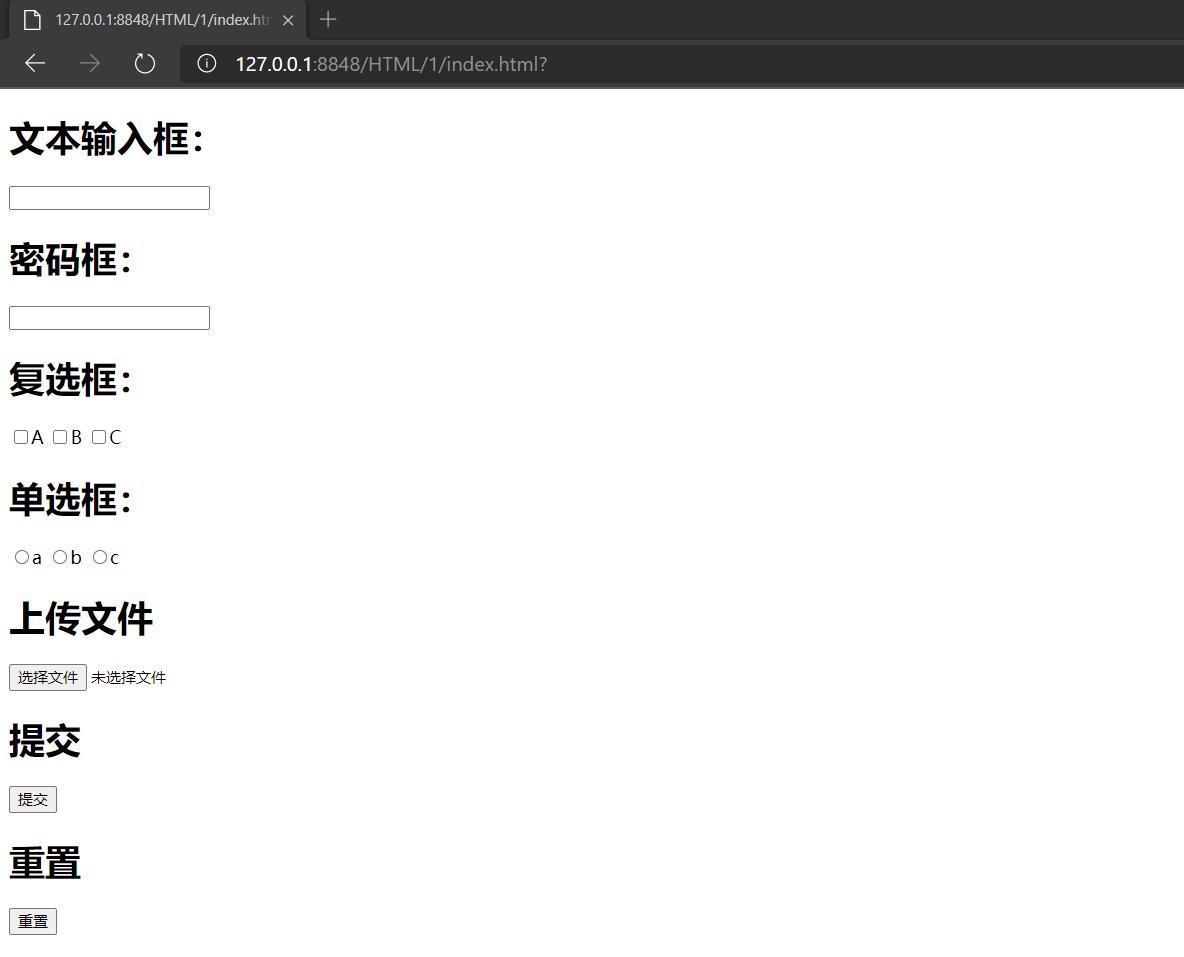 127.0.0.1:8848/HTML/1/index.htm
127.0.0.1:8848/HTML/1/index.html?
文本输入框：
密码框：
复选框：
A B C
单选框：
a b c
上传文件
选择文件 未选择文件
提交
提交
重置
重置